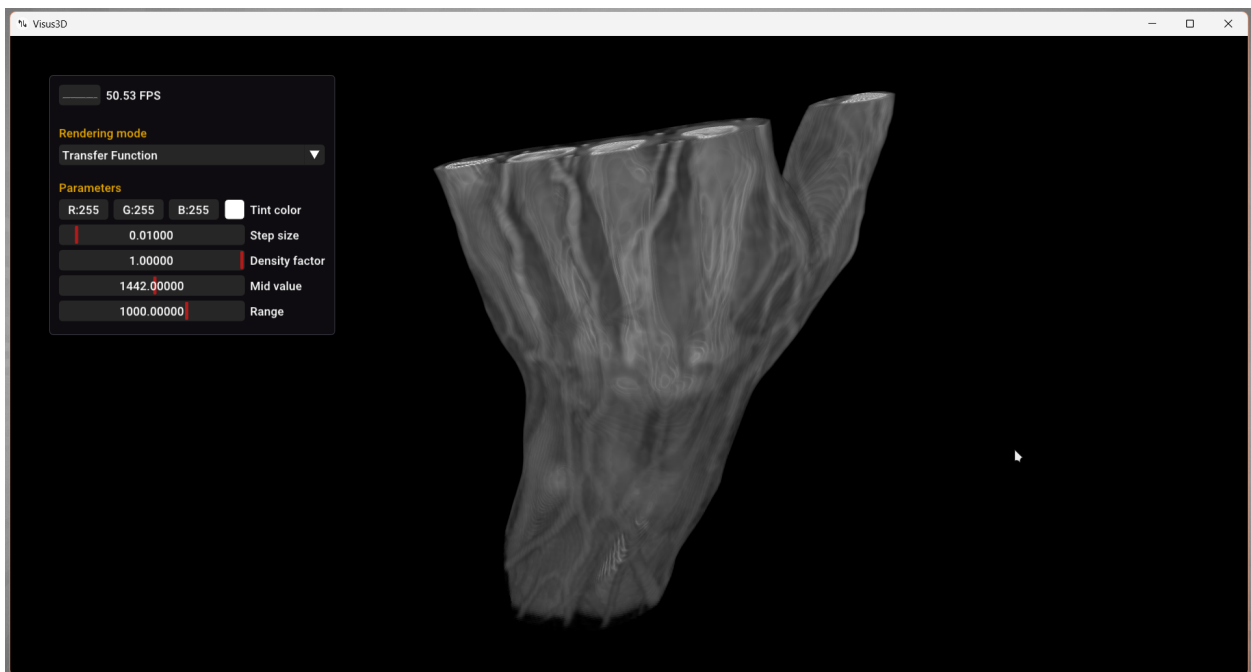 Visus3D
50.53 FPS
Rendering mode
Transfer Function
Parameters
R:255 G:255 B:255 Tint color
0.01000 Step size
1.00000 Density factor
1442.00000 Mid value
1000.00000 Range